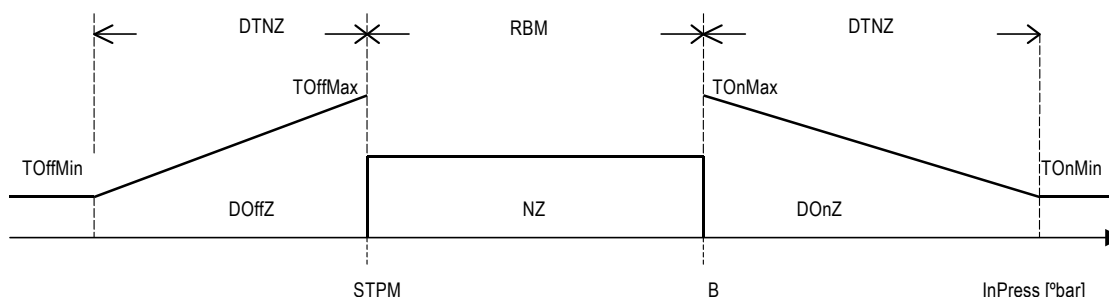 DTNZ RBM DTNZ
TOffMax TOnMax
TOffMin TOnMin
DOffZ NZ DOnZ
STPM B InPress [ºbar]